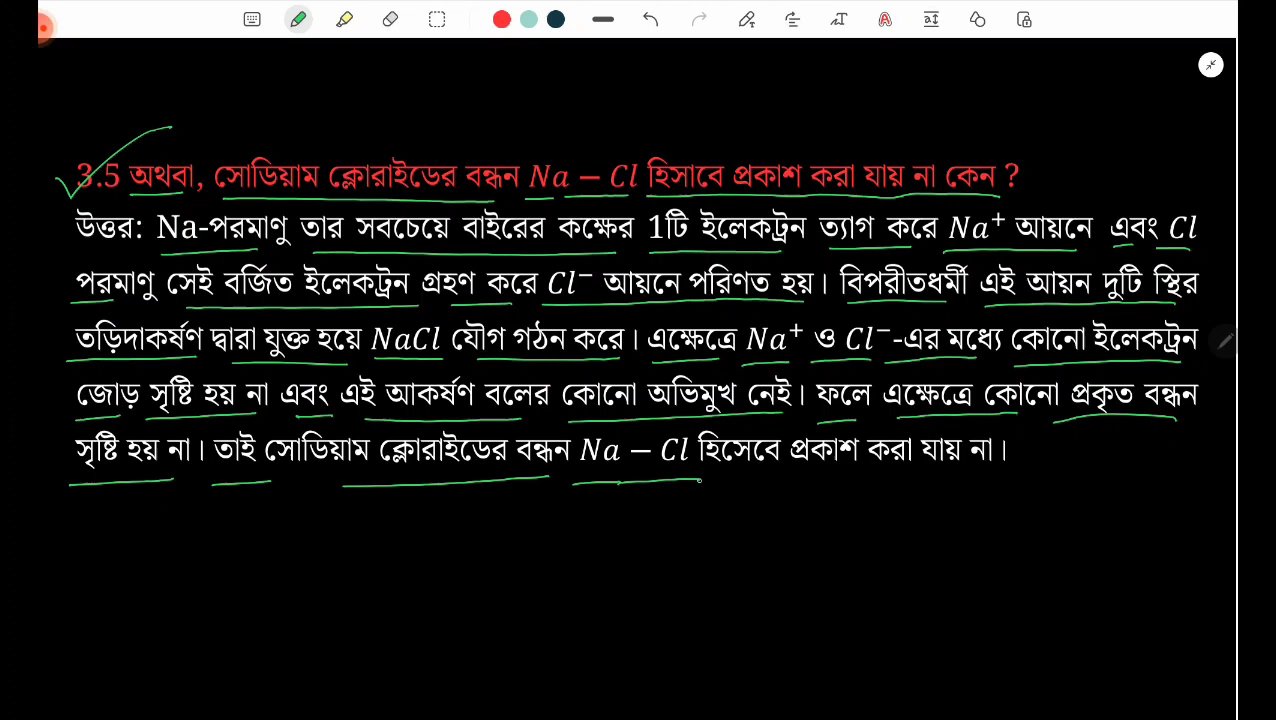 3.5 অথবা, সোডিয়াম ক্লোরাইডের বন্ধন Na − Cl হিসাবে প্রকাশ করা যায় না কেন ?
উত্তর: Na-পরমাণু তার সবচেয়ে বাইরের কক্ষের 1টি ইলেকট্রন ত্যাগ করে Na⁺ আয়নে এবং Cl
পরমাণু সেই বর্জিত ইলেকট্রন গ্রহণ করে Cl⁻ আয়নে পরিণত হয়। বিপরীতধর্মী এই আয়ন দুটি স্থির
তড়িদাকর্ষণ দ্বারা যুক্ত হয়ে NaCl যৌগ গঠন করে। এক্ষেত্রে Na⁺ ও Cl⁻-এর মধ্যে কোনো ইলেকট্রন
জোড় সৃষ্টি হয় না এবং এই আকর্ষণ বলের কোনো অভিমুখ নেই। ফলে এক্ষেত্রে কোনো প্রকৃত বন্ধন
সৃষ্টি হয় না। তাই সোডিয়াম ক্লোরাইডের বন্ধন Na − Cl হিসেবে প্রকাশ করা যায় না।